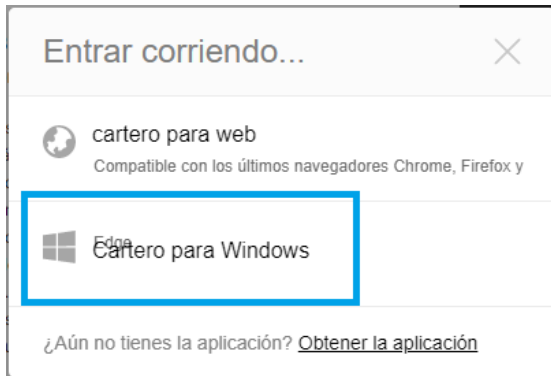 Entrar corriendo...
cartero para web
Compatible con los últimos navegadores Chrome, Firefox y
Edge
Cartero para Windows
¿Aún no tienes la aplicación? Obtener la aplicación